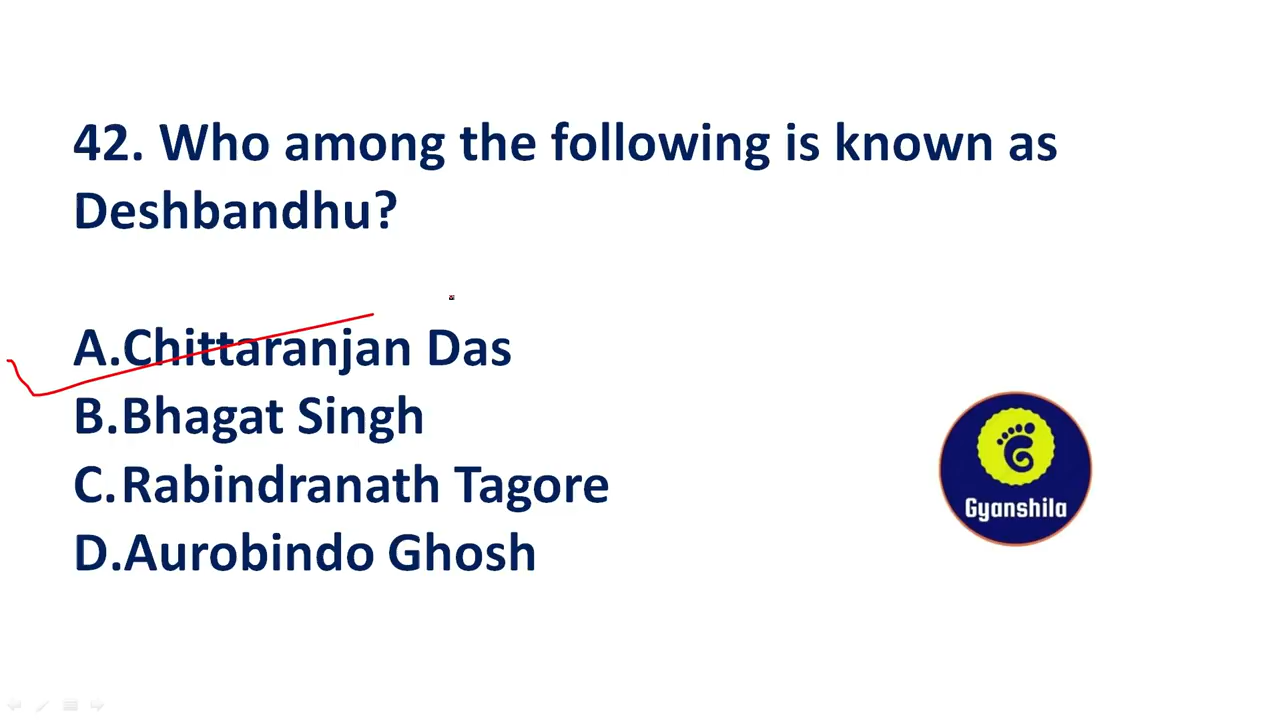 42. Who among the following is known as
Deshbandhu?
A.Chittaranjan Das
B.Bhagat Singh
C.Rabindranath Tagore
D.Aurobindo Ghosh
Gyanshila